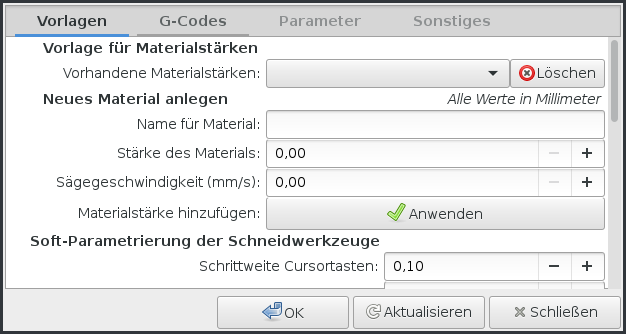 Vorlagen G-Codes Parameter Sonstiges
Vorlage für Materialstärken
Vorhandene Materialstärken: Löschen
Neues Material anlegen Alle Werte in Millimeter
Name für Material:
Stärke des Materials: 0,00
Sägegeschwindigkeit (mm/s): 0,00
Materialstärke hinzufügen: Anwenden
Soft-Parametrierung der Schneidwerkzeuge
Schrittweite Cursortasten: 0,10
OK Aktualisieren Schließen